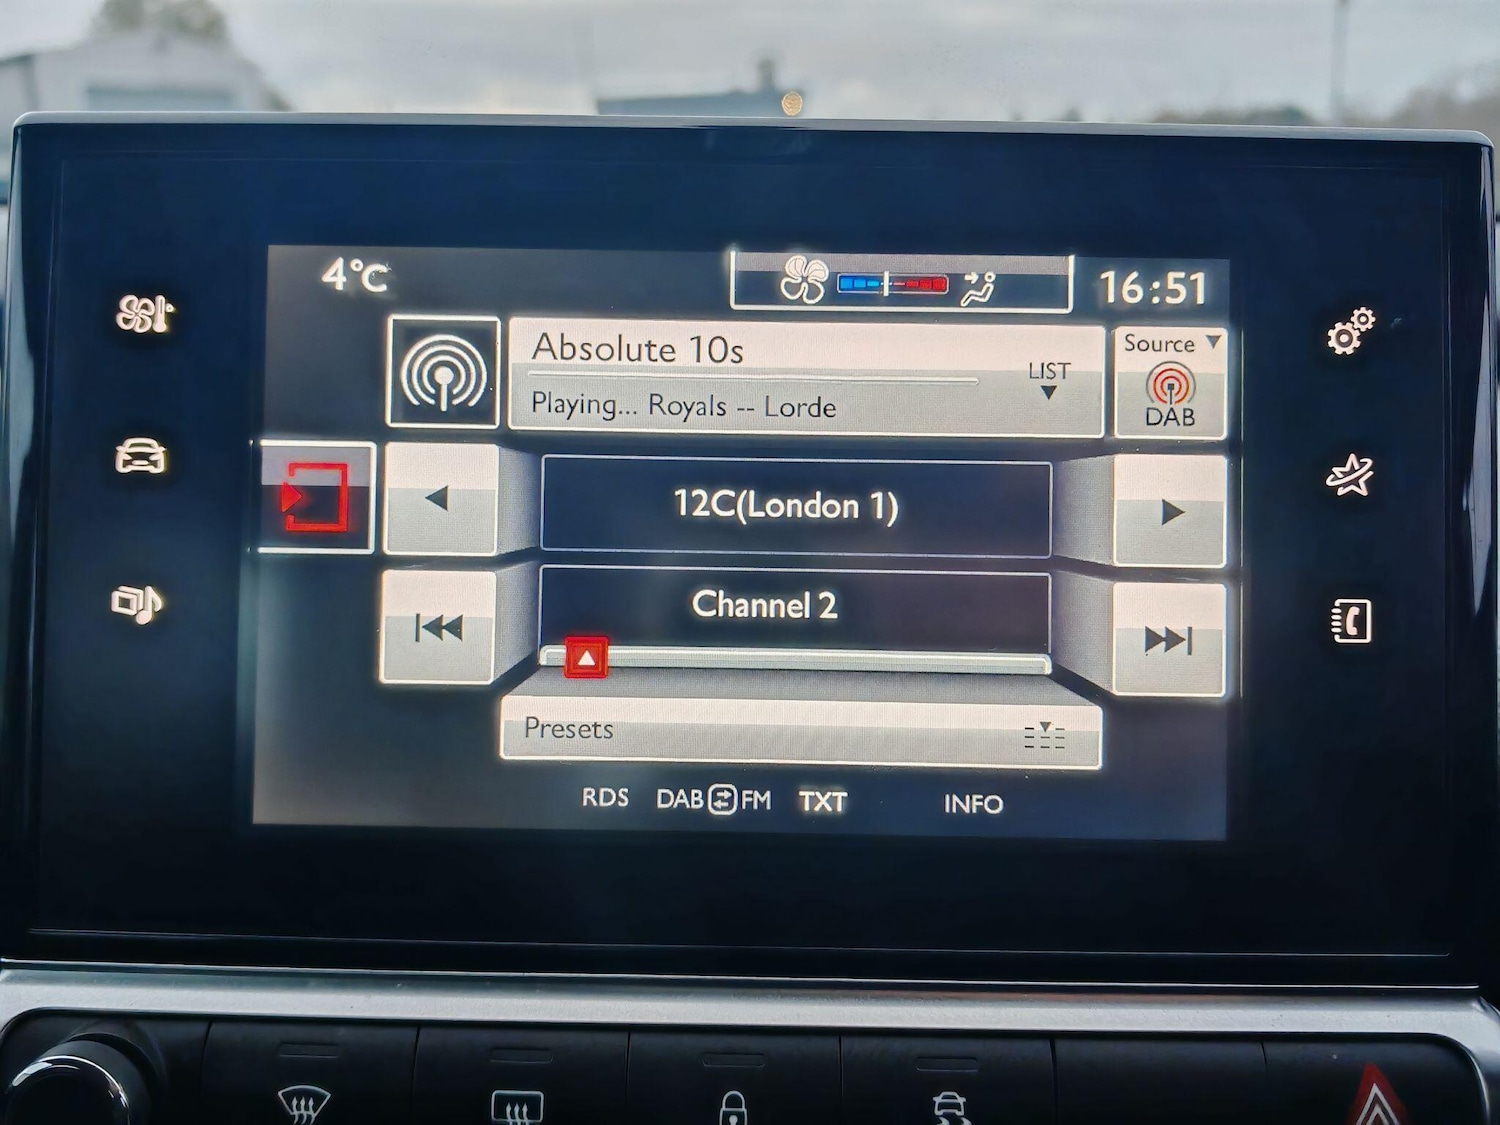 4°C
16:51
Absolute 10s
LIST
Playing... Royals -- Lorde
Source
DAB
12C(London 1)
Channel 2
Presets
RDS DAB FM TXT INFO